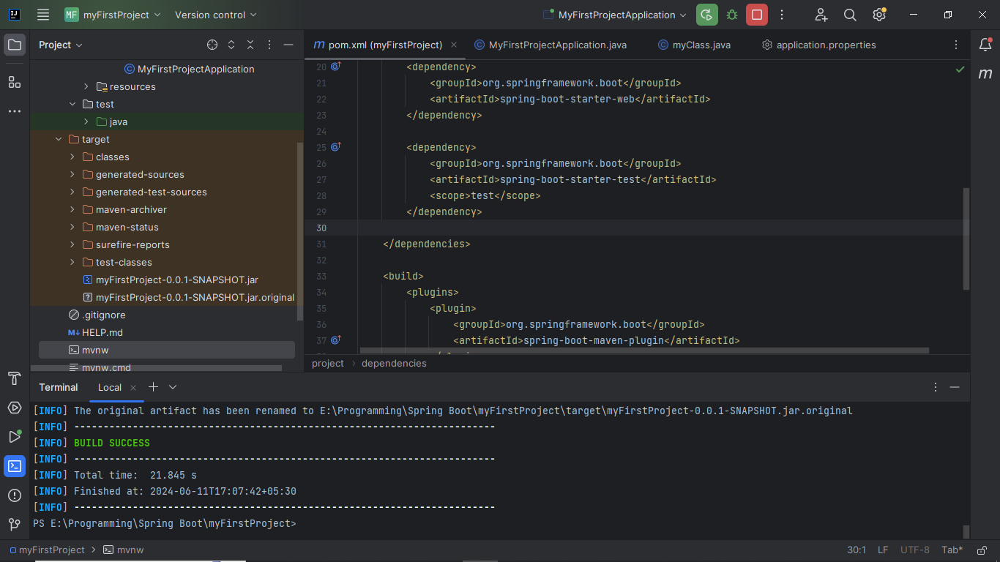 MF myFirstProject Version control MyFirstProjectApplication
Project
MyFirstProjectApplication
resources
test
java
target
classes
generated-sources
generated-test-sources
maven-archiver
maven-status
surefire-reports
test-classes
myFirstProject-0.0.1-SNAPSHOT.jar
myFirstProject-0.0.1-SNAPSHOT.jar.original
.gitignore
M↓ HELP.md
mvnw
mvnw.cmd
m pom.xml (myFirstProject) MyFirstProjectApplication.java myClass.java application.properties
20 <dependency>
21 <groupId>org.springframework.boot</groupId>
22 <artifactId>spring-boot-starter-web</artifactId>
23 </dependency>
24
25 <dependency>
26 <groupId>org.springframework.boot</groupId>
27 <artifactId>spring-boot-starter-test</artifactId>
28 <scope>test</scope>
29 </dependency>
30
31 </dependencies>
32
33 <build>
34 <plugins>
35 <plugin>
36 <groupId>org.springframework.boot</groupId>
37 <artifactId>spring-boot-maven-plugin</artifactId>
project > dependencies
m
Terminal Local
[INFO] The original artifact has been renamed to E:\Programming\Spring Boot\myFirstProject\target\myFirstProject-0.0.1-SNAPSHOT.jar.original
[INFO] ------------------------------------------------------------------------
[INFO] BUILD SUCCESS
[INFO] ------------------------------------------------------------------------
[INFO] Total time:  21.845 s
[INFO] Finished at: 2024-06-11T17:07:42+05:30
[INFO] ------------------------------------------------------------------------
PS E:\Programming\Spring Boot\myFirstProject>
myFirstProject > mvnw 30:1 LF UTF-8 Tab*